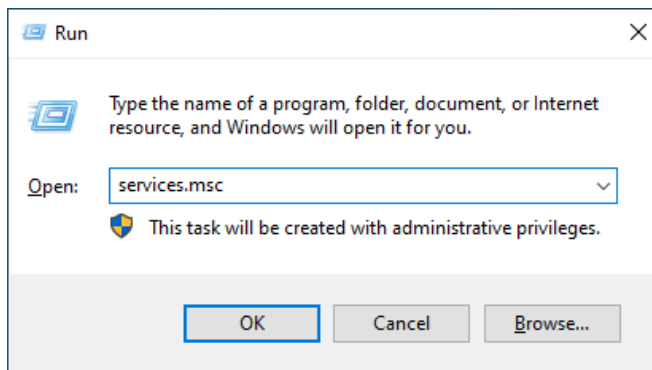 Run
Type the name of a program, folder, document, or Internet
resource, and Windows will open it for you.
Open:
services.msc
This task will be created with administrative privileges.
OK
Cancel
Browse...